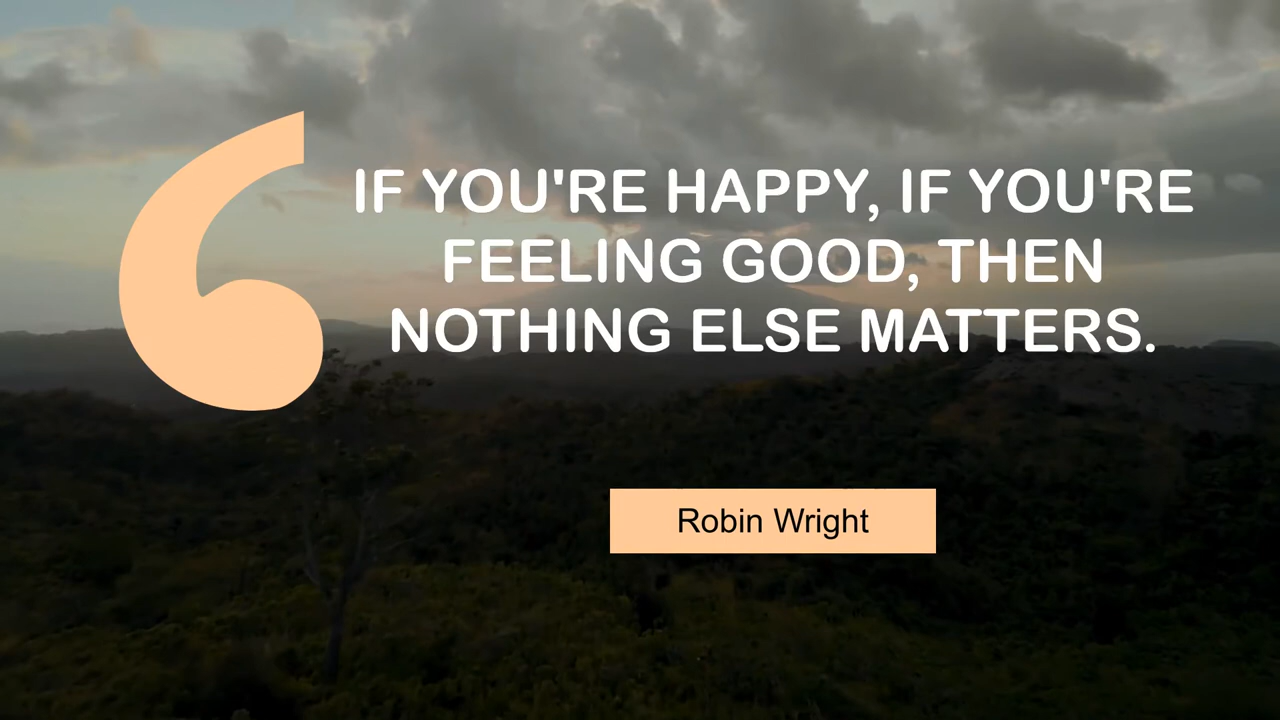 IF YOU'RE HAPPY, IF YOU'RE
FEELING GOOD, THEN
NOTHING ELSE MATTERS.
Robin Wright